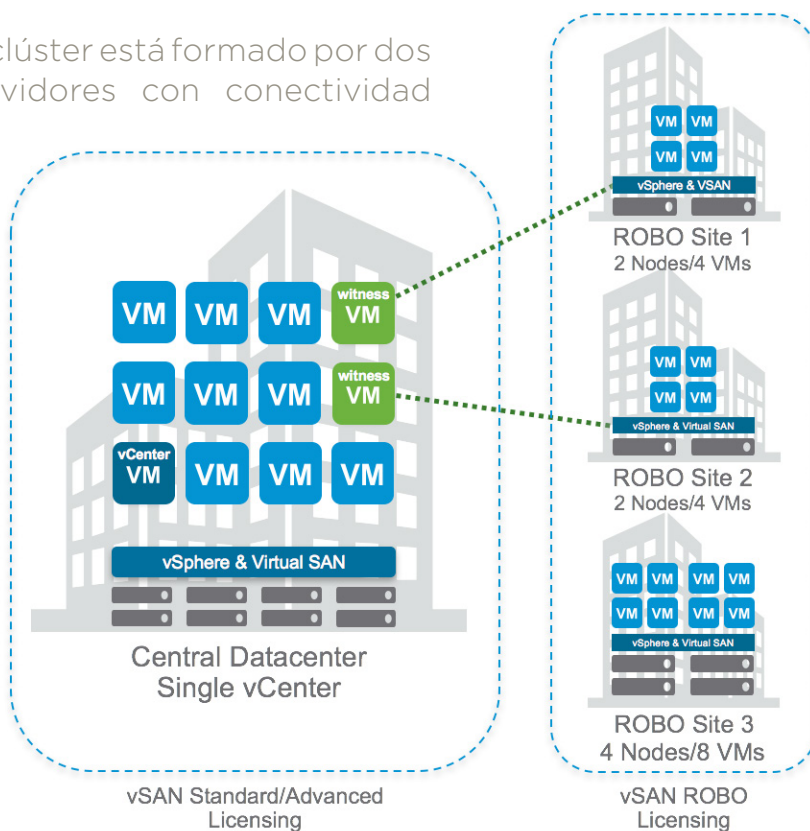 clúster está formado por dos
vidores con conectividad
VM VM VM witness VM
VM VM VM witness VM
vCenter VM VM VM VM
vSphere & Virtual SAN
Central Datacenter
Single vCenter
vSAN Standard/Advanced
Licensing
VM VM
VM VM
vSphere & VSAN
ROBO Site 1
2 Nodes/4 VMs
VM VM
VM VM
vSphere & Virtual SAN
ROBO Site 2
2 Nodes/4 VMs
VM VM VM VM
VM VM VM VM
vSphere & Virtual SAN
ROBO Site 3
4 Nodes/8 VMs
vSAN ROBO
Licensing